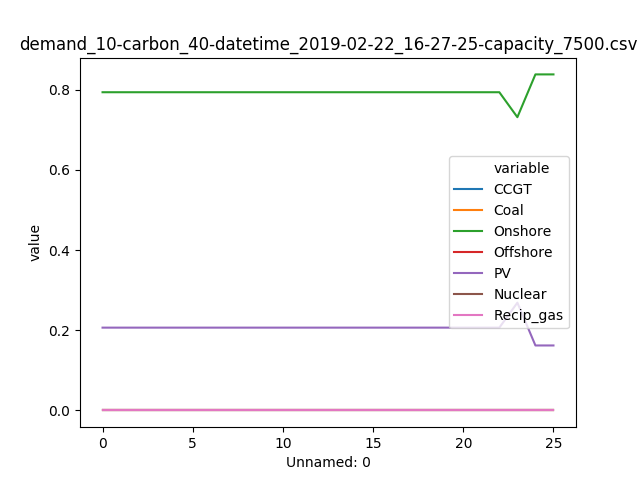 demand_10-carbon_40-datetime_2019-02-22_16-27-25-capacity_7500.csv
value
0.8
0.6
0.4
0.2
0.0
variable
CCGT
Coal
Onshore
Offshore
PV
Nuclear
Recip_gas
0 5 10 15 20 25
Unnamed: 0